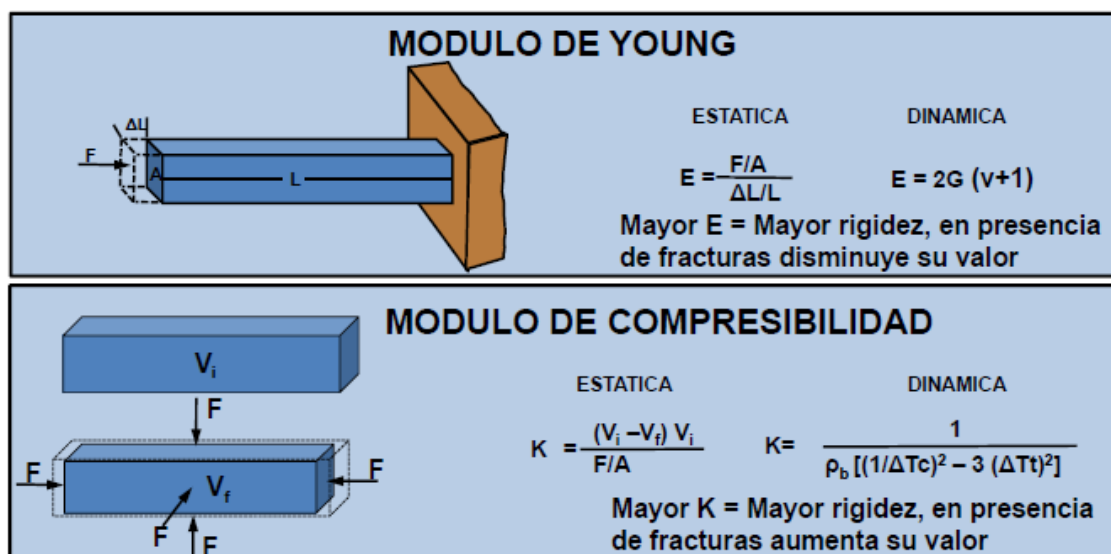 MODULO DE YOUNG
ΔL
F
A
L
ESTATICA
DINAMICA
E = F/A
ΔL/L
E = 2G (v+1)
Mayor E = Mayor rigidez, en presencia
de fracturas disminuye su valor
MODULO DE COMPRESIBILIDAD
Vi
F
F
Vf
F
F
F
ESTATICA
DINAMICA
K = (Vi –Vf) Vi
F/A
K= 1
ρb [(1/ΔTc)2 – 3 (ΔTt)2]
Mayor K = Mayor rigidez, en presencia
de fracturas aumenta su valor